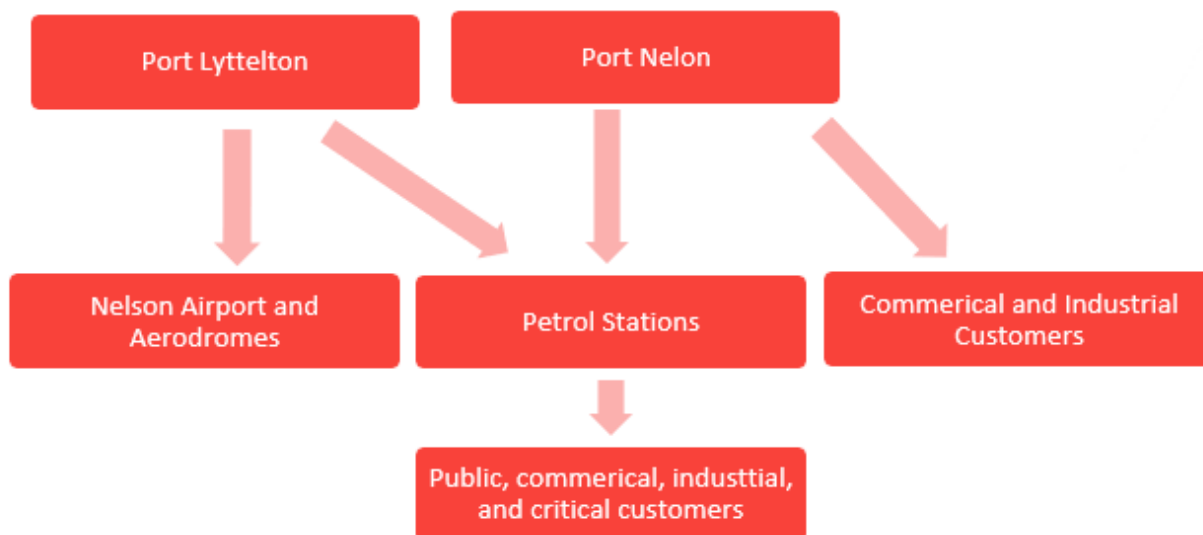 Port Lyttelton
Port Nelon
Nelson Airport and
Aerodromes
Petrol Stations
Commerical and Industrial
Customers
Public, commerical, industtial,
and critical customers